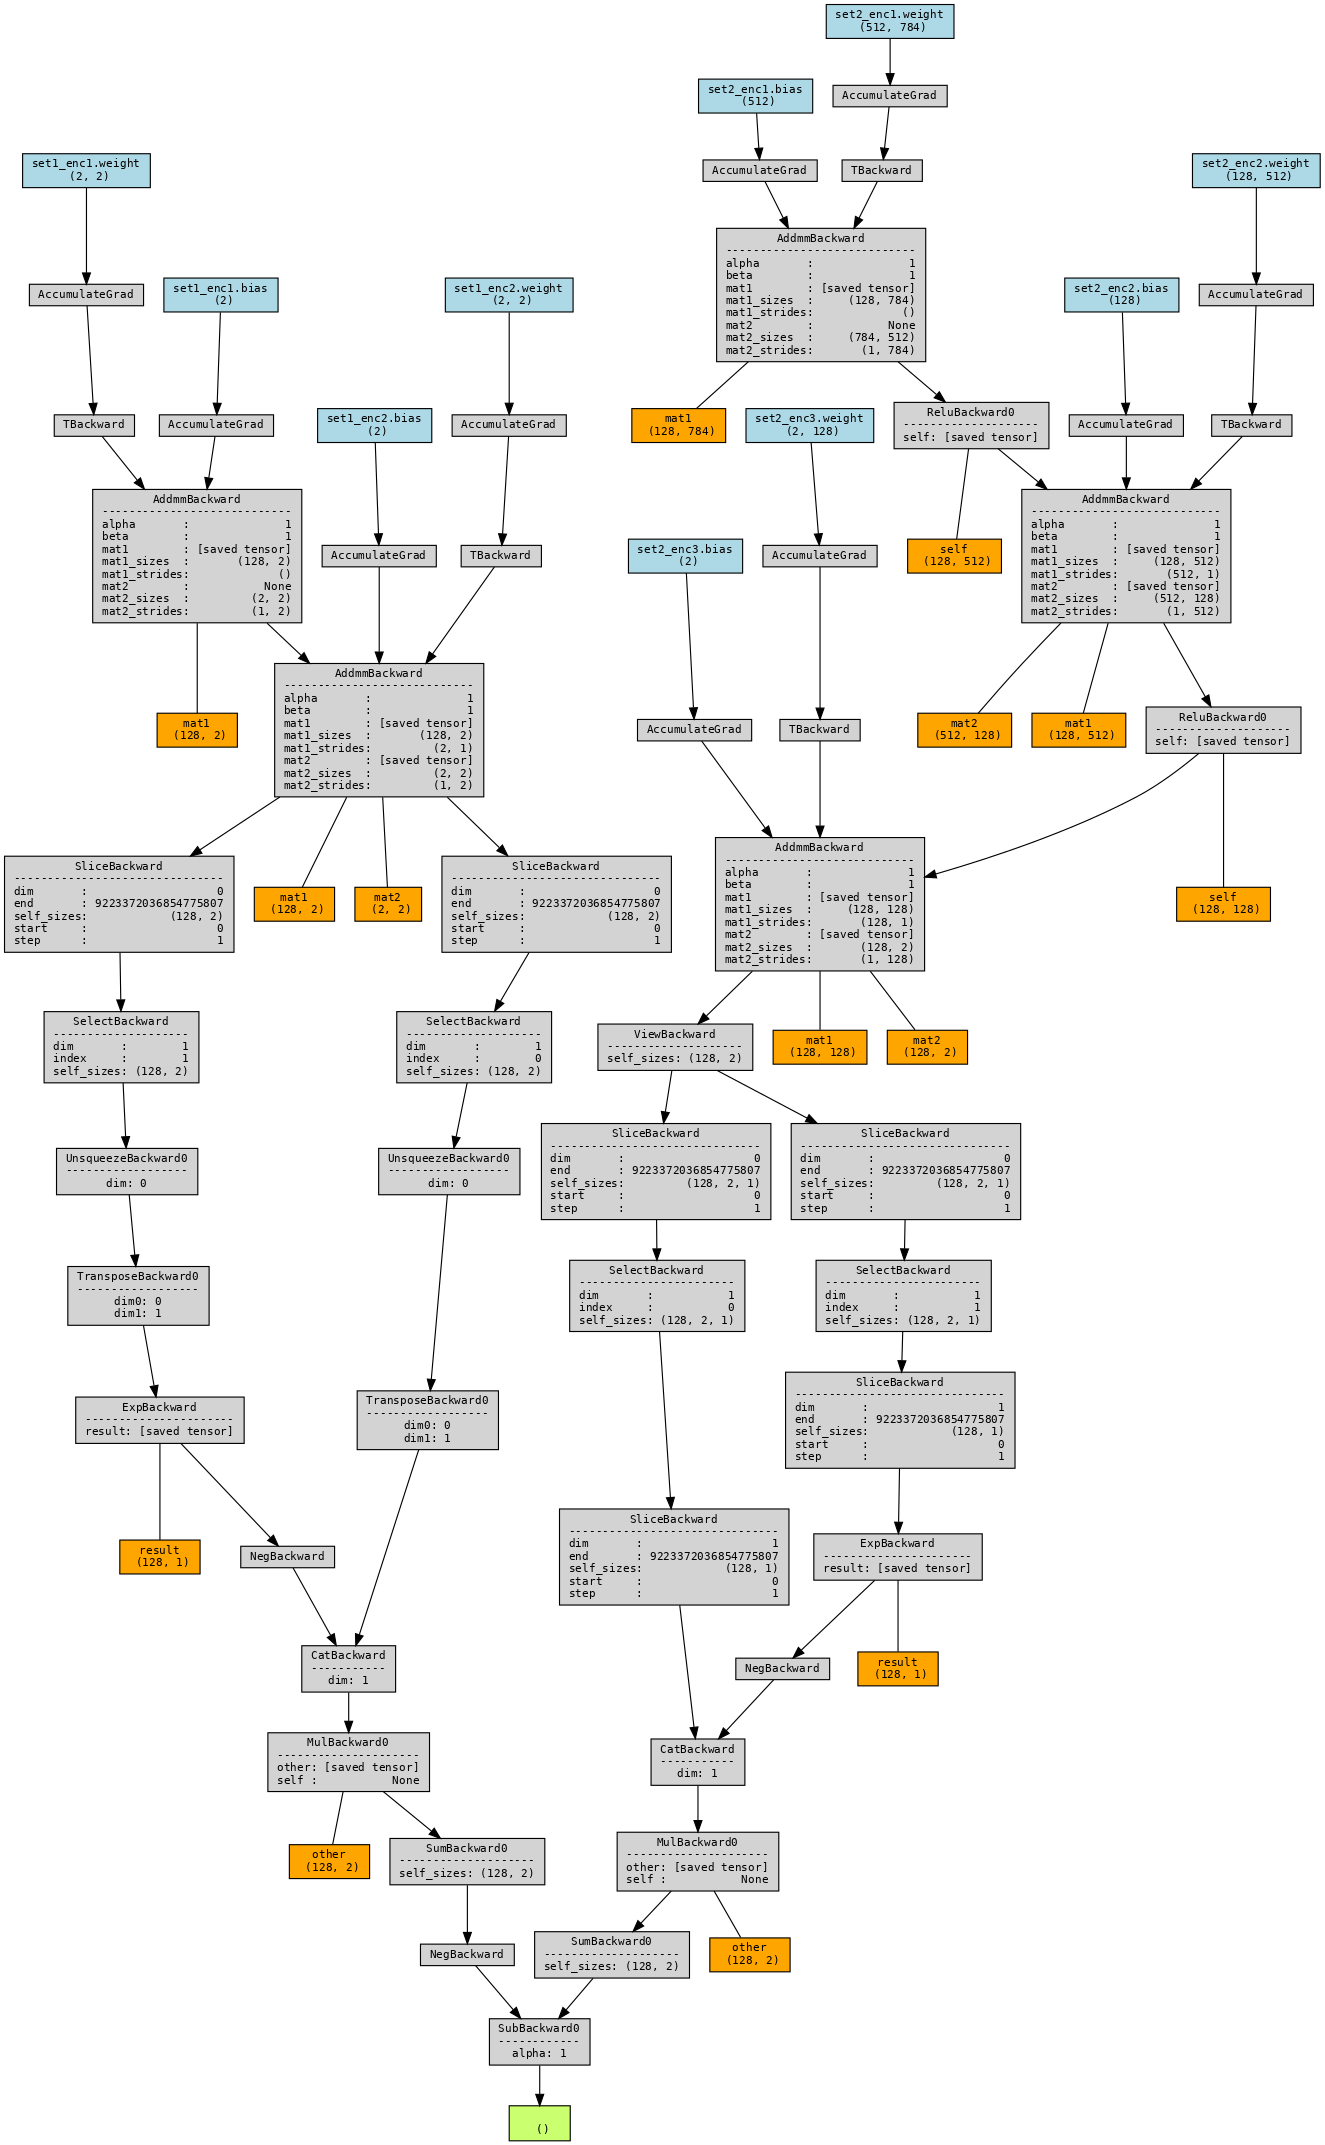 set2_enc1.weight
(512, 784)
set2_enc1.bias
(512)
AccumulateGrad
set1_enc1.weight
(2, 2)
AccumulateGrad
TBackward
set2_enc2.weight
(128, 512)
AddmmBackward
---------------------------
alpha       :              1
beta        :              1
mat1        : [saved tensor]
mat1_sizes  :     (128, 784)
mat1_strides:             ()
mat2        :           None
mat2_sizes  :     (784, 512)
mat2_strides:       (1, 784)
AccumulateGrad
set1_enc1.bias
(2)
set1_enc2.weight
(2, 2)
set2_enc2.bias
(128)
AccumulateGrad
TBackward
AccumulateGrad
set1_enc2.bias
(2)
AccumulateGrad
mat1
(128, 784)
set2_enc3.weight
(2, 128)
ReluBackward0
--------------------
self: [saved tensor]
AccumulateGrad
TBackward
AddmmBackward
---------------------------
alpha       :              1
beta        :              1
mat1        : [saved tensor]
mat1_sizes  :       (128, 2)
mat1_strides:             ()
mat2        :           None
mat2_sizes  :         (2, 2)
mat2_strides:         (1, 2)
AccumulateGrad
TBackward
set2_enc3.bias
(2)
AccumulateGrad
self
(128, 512)
AddmmBackward
---------------------------
alpha       :              1
beta        :              1
mat1        : [saved tensor]
mat1_sizes  :     (128, 512)
mat1_strides:       (512, 1)
mat2        : [saved tensor]
mat2_sizes  :     (512, 128)
mat2_strides:       (1, 512)
mat1
(128, 2)
AddmmBackward
---------------------------
alpha       :              1
beta        :              1
mat1        : [saved tensor]
mat1_sizes  :       (128, 2)
mat1_strides:         (2, 1)
mat2        : [saved tensor]
mat2_sizes  :         (2, 2)
mat2_strides:         (1, 2)
AccumulateGrad
TBackward
mat2
(512, 128)
mat1
(128, 512)
ReluBackward0
--------------------
self: [saved tensor]
SliceBackward
------------------------------
dim       :                   0
end       : 9223372036854775807
self_sizes:            (128, 2)
start     :                   0
step      :                   1
mat1
(128, 2)
mat2
(2, 2)
SliceBackward
------------------------------
dim       :                   0
end       : 9223372036854775807
self_sizes:            (128, 2)
start     :                   0
step      :                   1
AddmmBackward
---------------------------
alpha       :              1
beta        :              1
mat1        : [saved tensor]
mat1_sizes  :     (128, 128)
mat1_strides:       (128, 1)
mat2        : [saved tensor]
mat2_sizes  :       (128, 2)
mat2_strides:       (1, 128)
self
(128, 128)
SelectBackward
--------------------
dim       :        1
index     :        1
self_sizes: (128, 2)
SelectBackward
--------------------
dim       :        1
index     :        0
self_sizes: (128, 2)
ViewBackward
--------------------
self_sizes: (128, 2)
mat1
(128, 128)
mat2
(128, 2)
UnsqueezeBackward0
------------------
dim: 0
UnsqueezeBackward0
------------------
dim: 0
SliceBackward
------------------------------
dim       :                   0
end       : 9223372036854775807
self_sizes:         (128, 2, 1)
start     :                   0
step      :                   1
SliceBackward
------------------------------
dim       :                   0
end       : 9223372036854775807
self_sizes:         (128, 2, 1)
start     :                   0
step      :                   1
TransposeBackward0
------------------
dim0: 0
dim1: 1
SelectBackward
-----------------------
dim       :           1
index     :           0
self_sizes: (128, 2, 1)
SelectBackward
-----------------------
dim       :           1
index     :           1
self_sizes: (128, 2, 1)
ExpBackward
----------------------
result: [saved tensor]
TransposeBackward0
------------------
dim0: 0
dim1: 1
SliceBackward
------------------------------
dim       :                   1
end       : 9223372036854775807
self_sizes:            (128, 1)
start     :                   0
step      :                   1
result
(128, 1)
NegBackward
SliceBackward
------------------------------
dim       :                   1
end       : 9223372036854775807
self_sizes:            (128, 1)
start     :                   0
step      :                   1
ExpBackward
----------------------
result: [saved tensor]
CatBackward
-----------
dim: 1
NegBackward
result
(128, 1)
MulBackward0
---------------------
other: [saved tensor]
self :           None
CatBackward
-----------
dim: 1
other
(128, 2)
SumBackward0
--------------------
self_sizes: (128, 2)
MulBackward0
---------------------
other: [saved tensor]
self :           None
NegBackward
SumBackward0
--------------------
self_sizes: (128, 2)
other
(128, 2)
SubBackward0
------------
alpha: 1
()